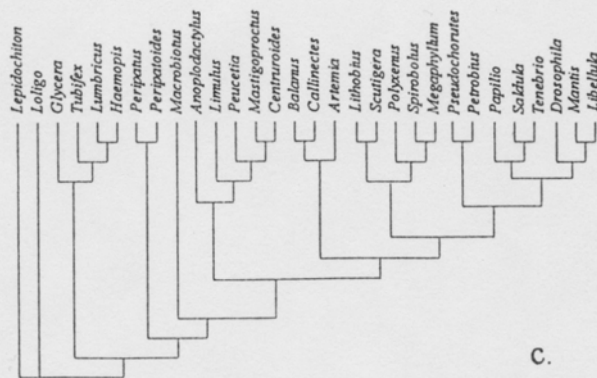 Lepidochiton
Loligo
Glycera
Tubifex
Lumbricus
Haemopis
Peripatus
Peripatoides
Macrobiotus
Anoplodactylus
Limulus
Peucetia
Mastigoproctus
Centruroides
Balanus
Callinectes
Artemia
Lithobius
Scutigera
Polyxenus
Spirobolus
Megaphyllum
Pseudochorutes
Petrobius
Papilio
Saldula
Tenebrio
Drosophila
Mantis
Libellula
C.